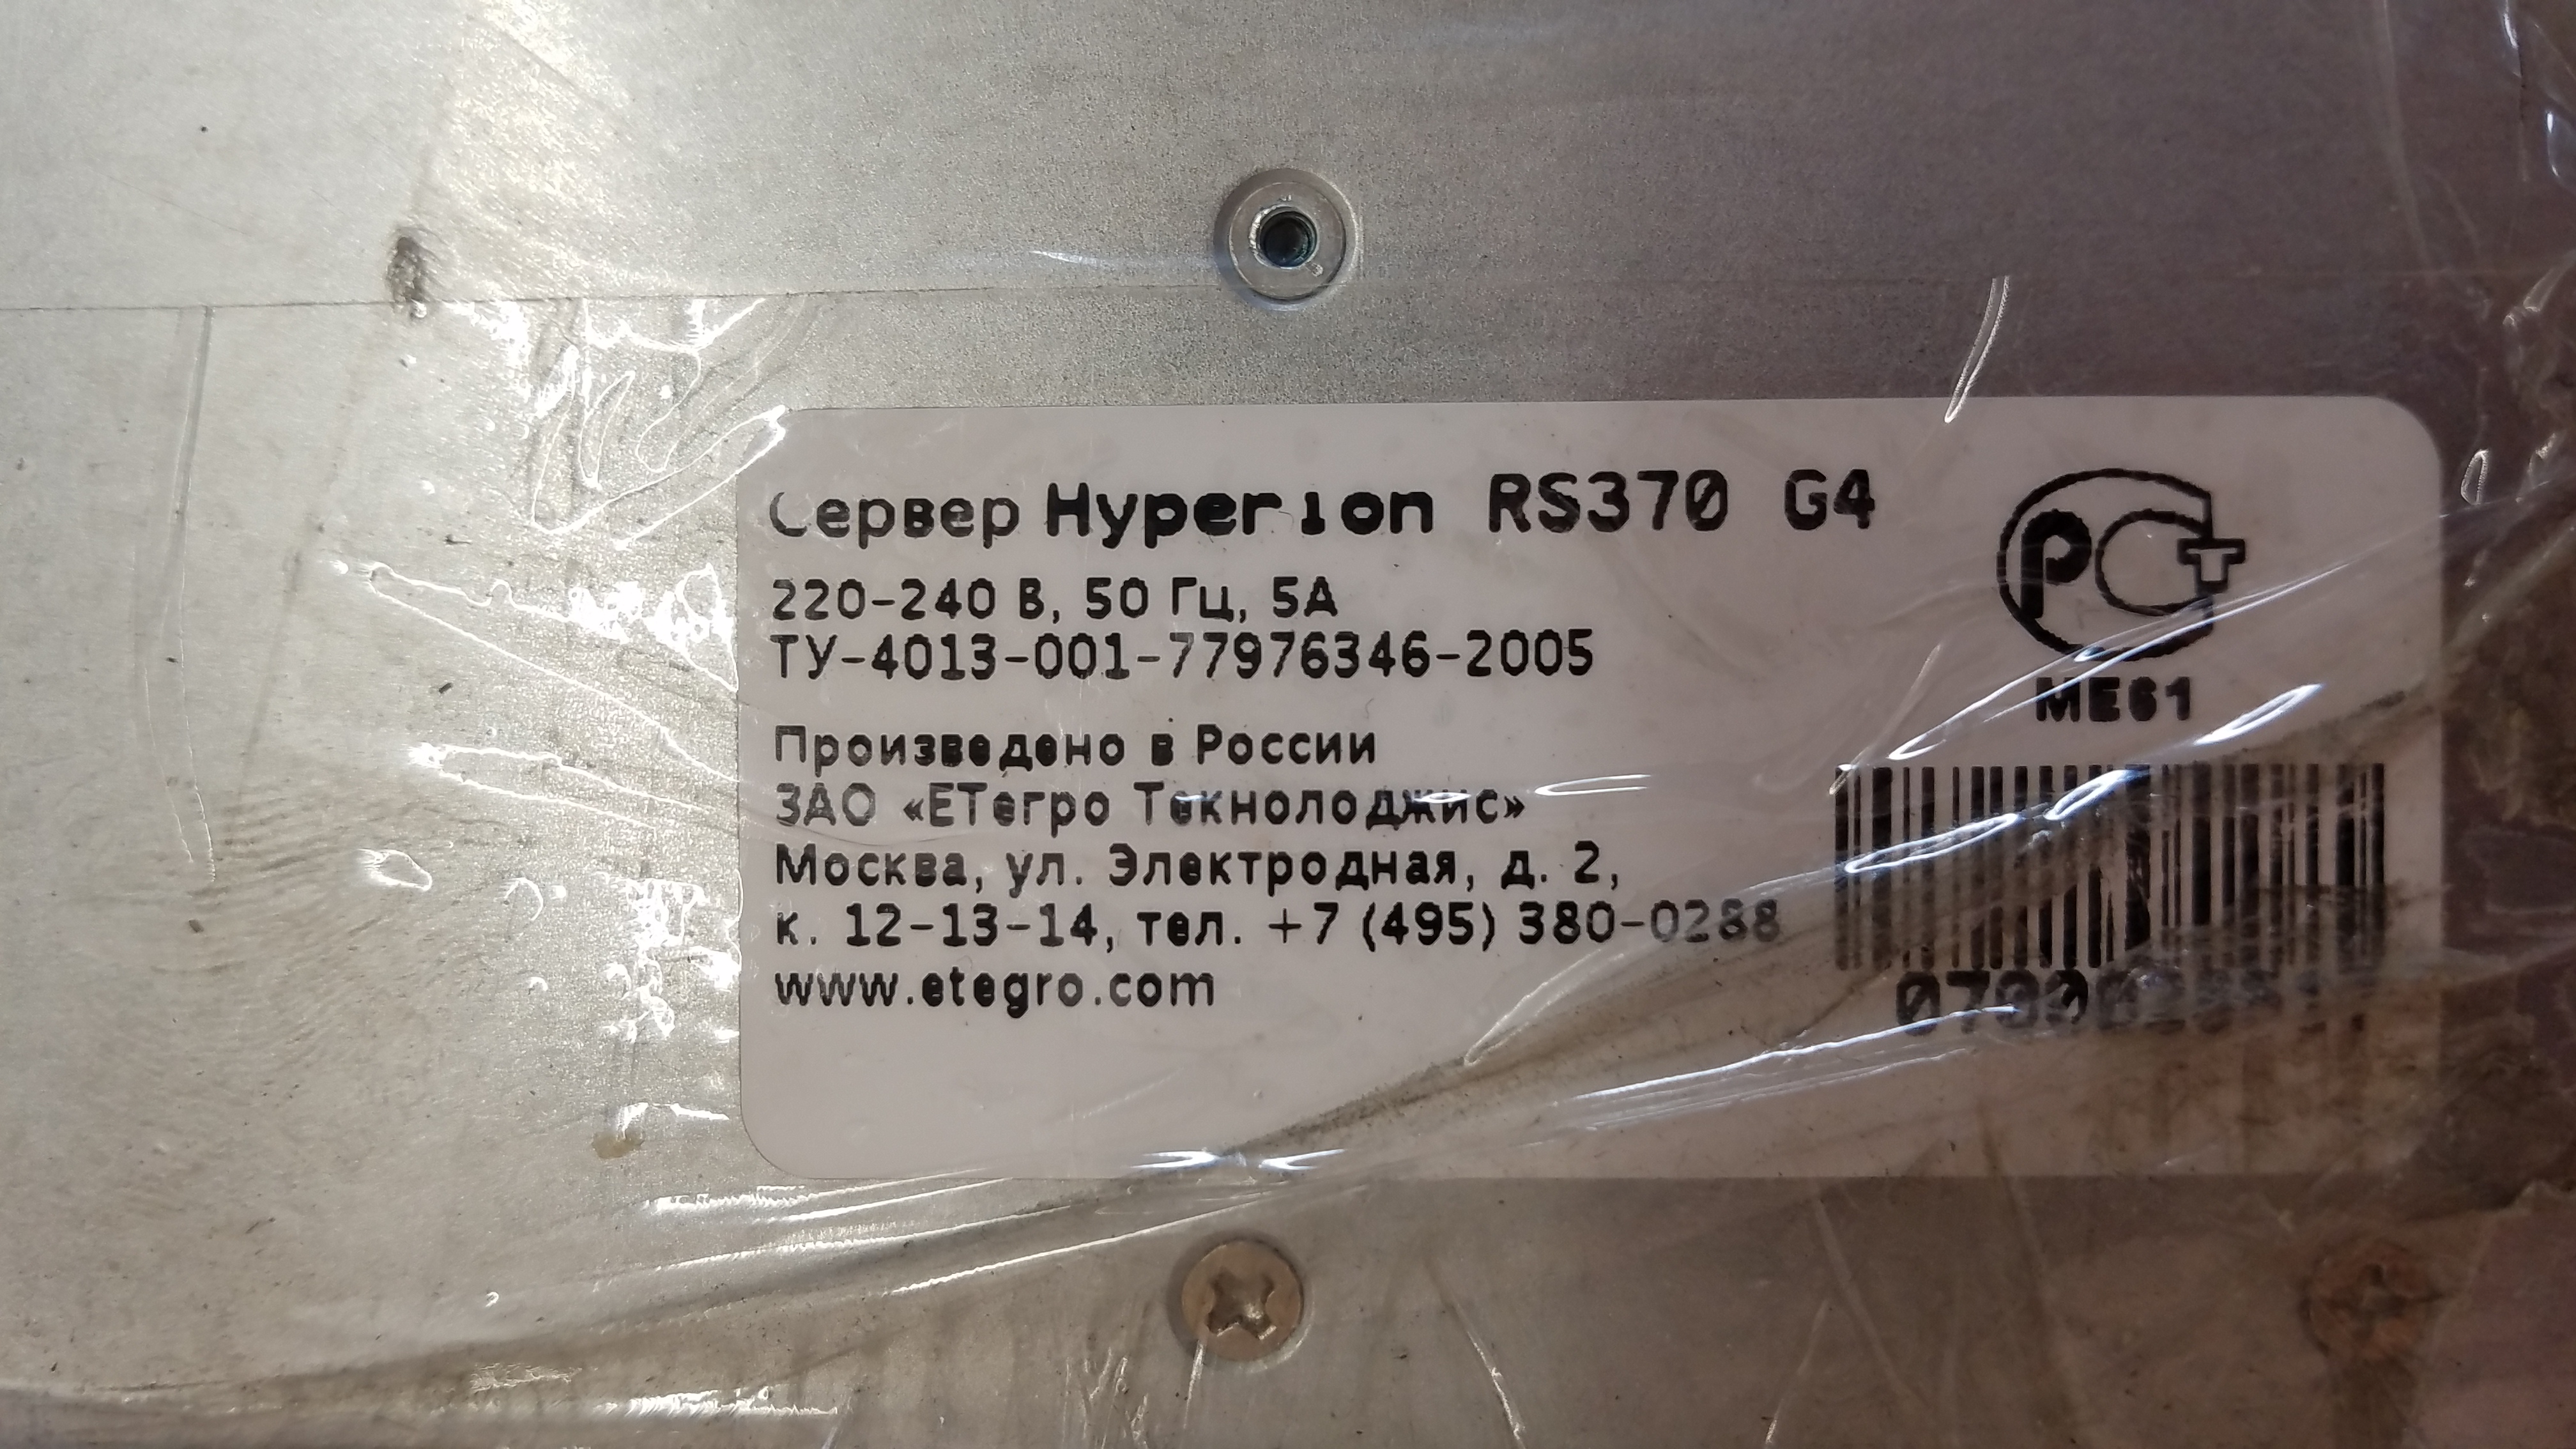 Сервер Hyperion RS370 G4
220-240 В, 50 Гц, 5А
ТУ-4013-001-77976346-2005
Произведено в России
ЗАО «ЕТегро Текнолоджис»
Москва, ул. Электродная, д. 2,
к. 12-13-14, тел. +7 (495) 380-0288
www.etegro.com
РС
МЕ61